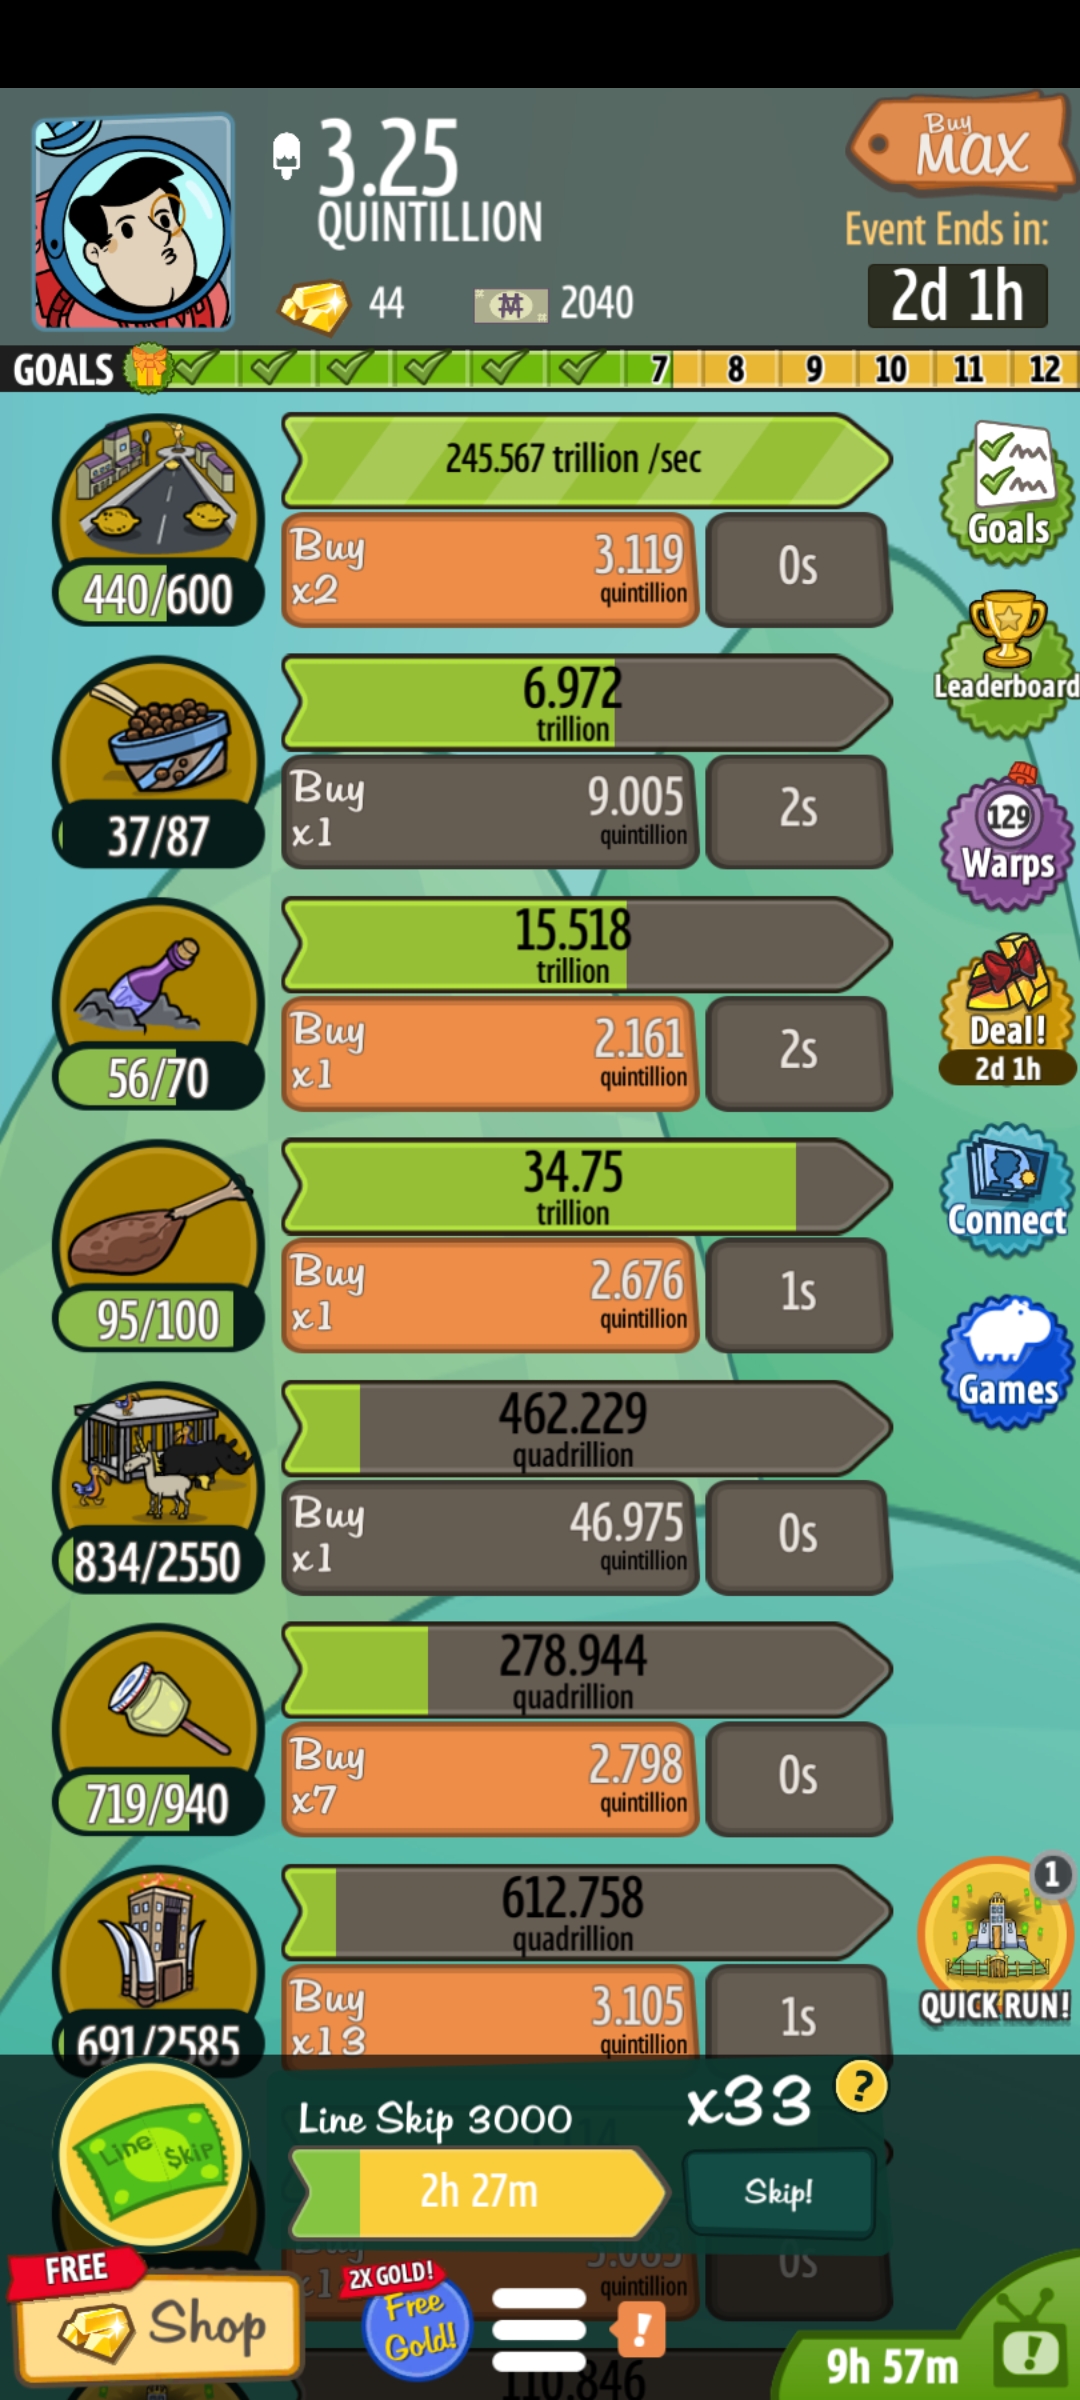 3.25
QUINTILLION
Buy
MAX
Event Ends in:
2d 1h
44
2040
GOALS
7 8 9 10 11 12
245.567 trillion /sec
Buy
x2
3.119
quintillion
0s
440/600
Goals
Leaderboard
6.972
trillion
Buy
x1
9.005
quintillion
2s
37/87
129
Warps
15.518
trillion
Buy
x1
2.161
quintillion
2s
56/70
Deal!
2d 1h
34.75
trillion
Buy
x1
2.676
quintillion
1s
95/100
Connect
Games
462.229
quadrillion
Buy
x1
46.975
quintillion
0s
834/2550
278.944
quadrillion
Buy
x7
2.798
quintillion
0s
719/940
612.758
quadrillion
Buy
x13
3.105
quintillion
1s
691/2585
1
QUICK RUN!
Line Skip
Line Skip 3000
x33
?
2h 27m
Skip!
Buy
quintillion
0s
FREE
Shop
2X GOLD!
Free
Gold!
!
110.846
9h 57m
!